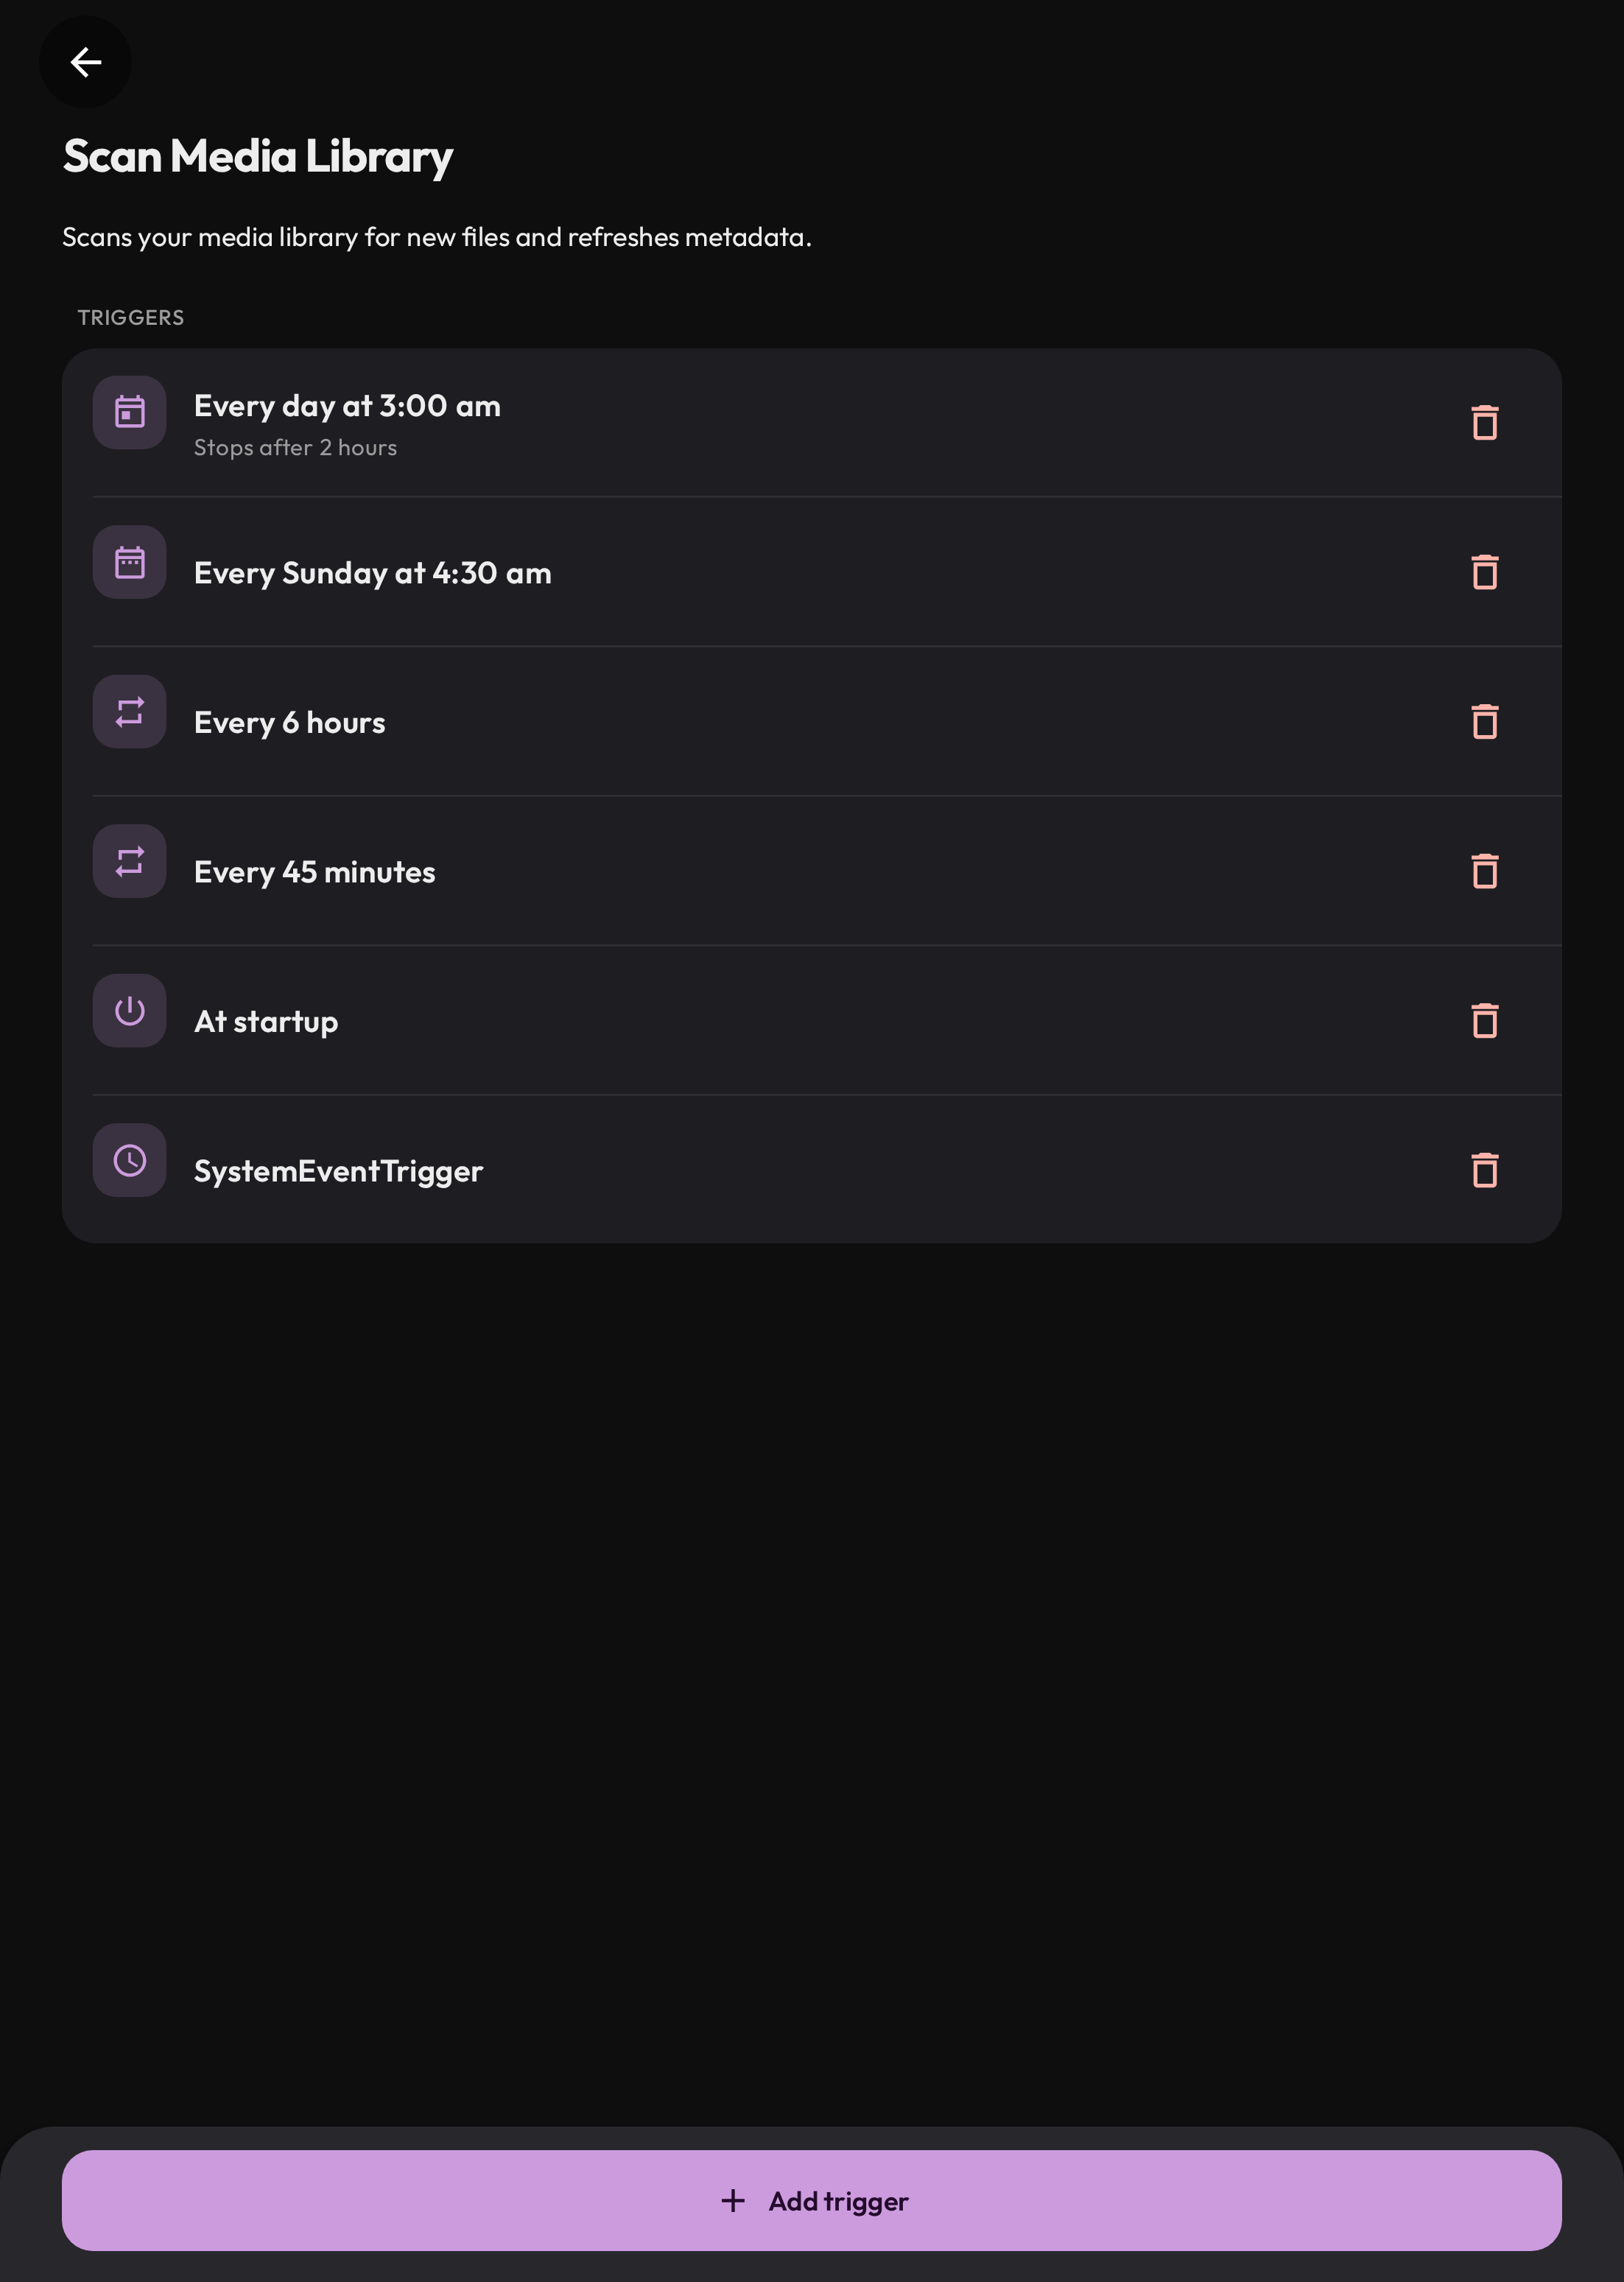 Scan Media Library
Scans your media library for new files and refreshes metadata.
TRIGGERS
Every day at 3:00 am
Stops after 2 hours
Every Sunday at 4:30 am
Every 6 hours
Every 45 minutes
At startup
SystemEventTrigger
Add trigger